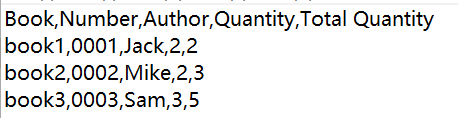 Book,Number,Author,Quantity,Total Quantity
book1,0001,Jack,2,2
book2,0002,Mike,2,3
book3,0003,Sam,3,5